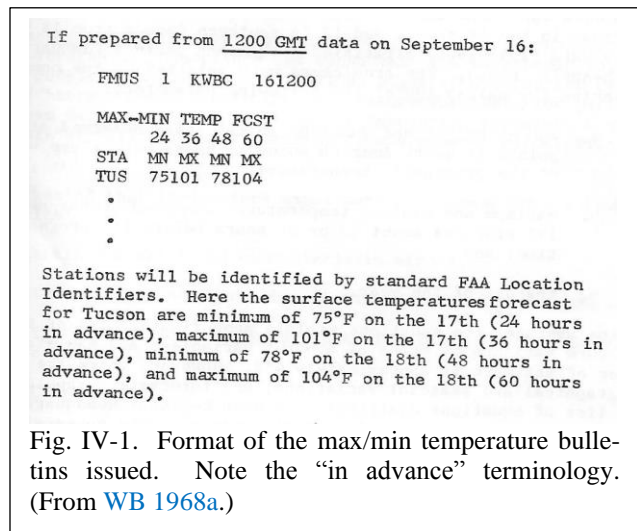 If prepared from 1200 GMT data on September 16:
FMUS 1 KWBC 161200
MAX-MIN TEMP FCST
24 36 48 60
STA MN MX MN MX
TUS 75101 78104
.
.
.
Stations will be identified by standard FAA Location
Identifiers. Here the surface temperatures forecast
for Tucson are minimum of 75°F on the 17th (24 hours
in advance), maximum of 101°F on the 17th (36 hours in
advance), minimum of 78°F on the 18th (48 hours in
advance), and maximum of 104°F on the 18th (60 hours
in advance).
Fig. IV-1. Format of the max/min temperature bulle-
tins issued. Note the “in advance” terminology.
(From WB 1968a.)